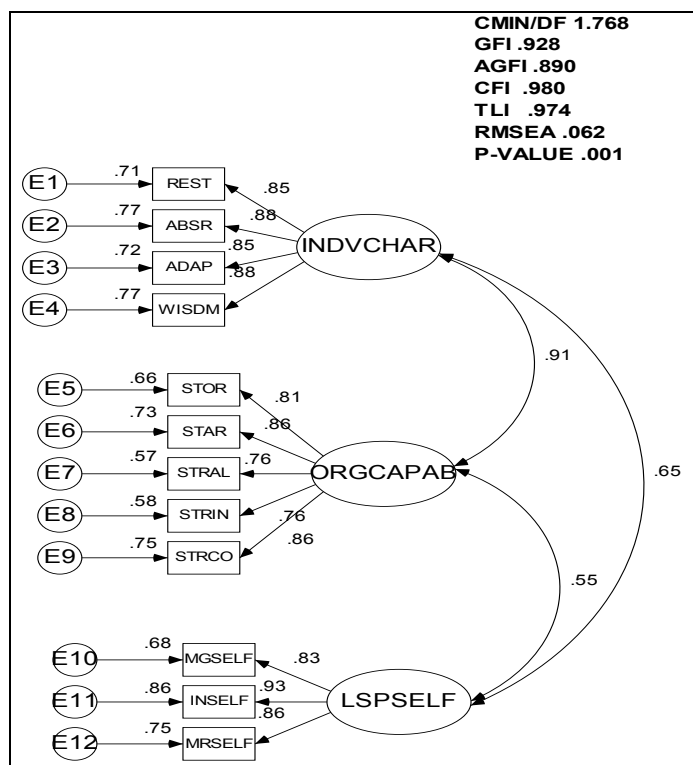 CMIN/DF 1.768
GFI .928
AGFI .890
CFI .980
TLI .974
RMSEA .062
P-VALUE .001
E1 .71 REST .85
E2 .77 ABSR .88
E3 .72 ADAP .85
E4 .77 WISDM .88
INDVCHAR
.91
E5 .66 STOR .81
E6 .73 STAR .86
E7 .57 STRAL .76
E8 .58 STRIN .76
E9 .75 STRCO .86
ORGCAPAB
.65
.55
E10 .68 MGSELF .83
E11 .86 INSELF .93
E12 .75 MRSELF .86
LSPSELF